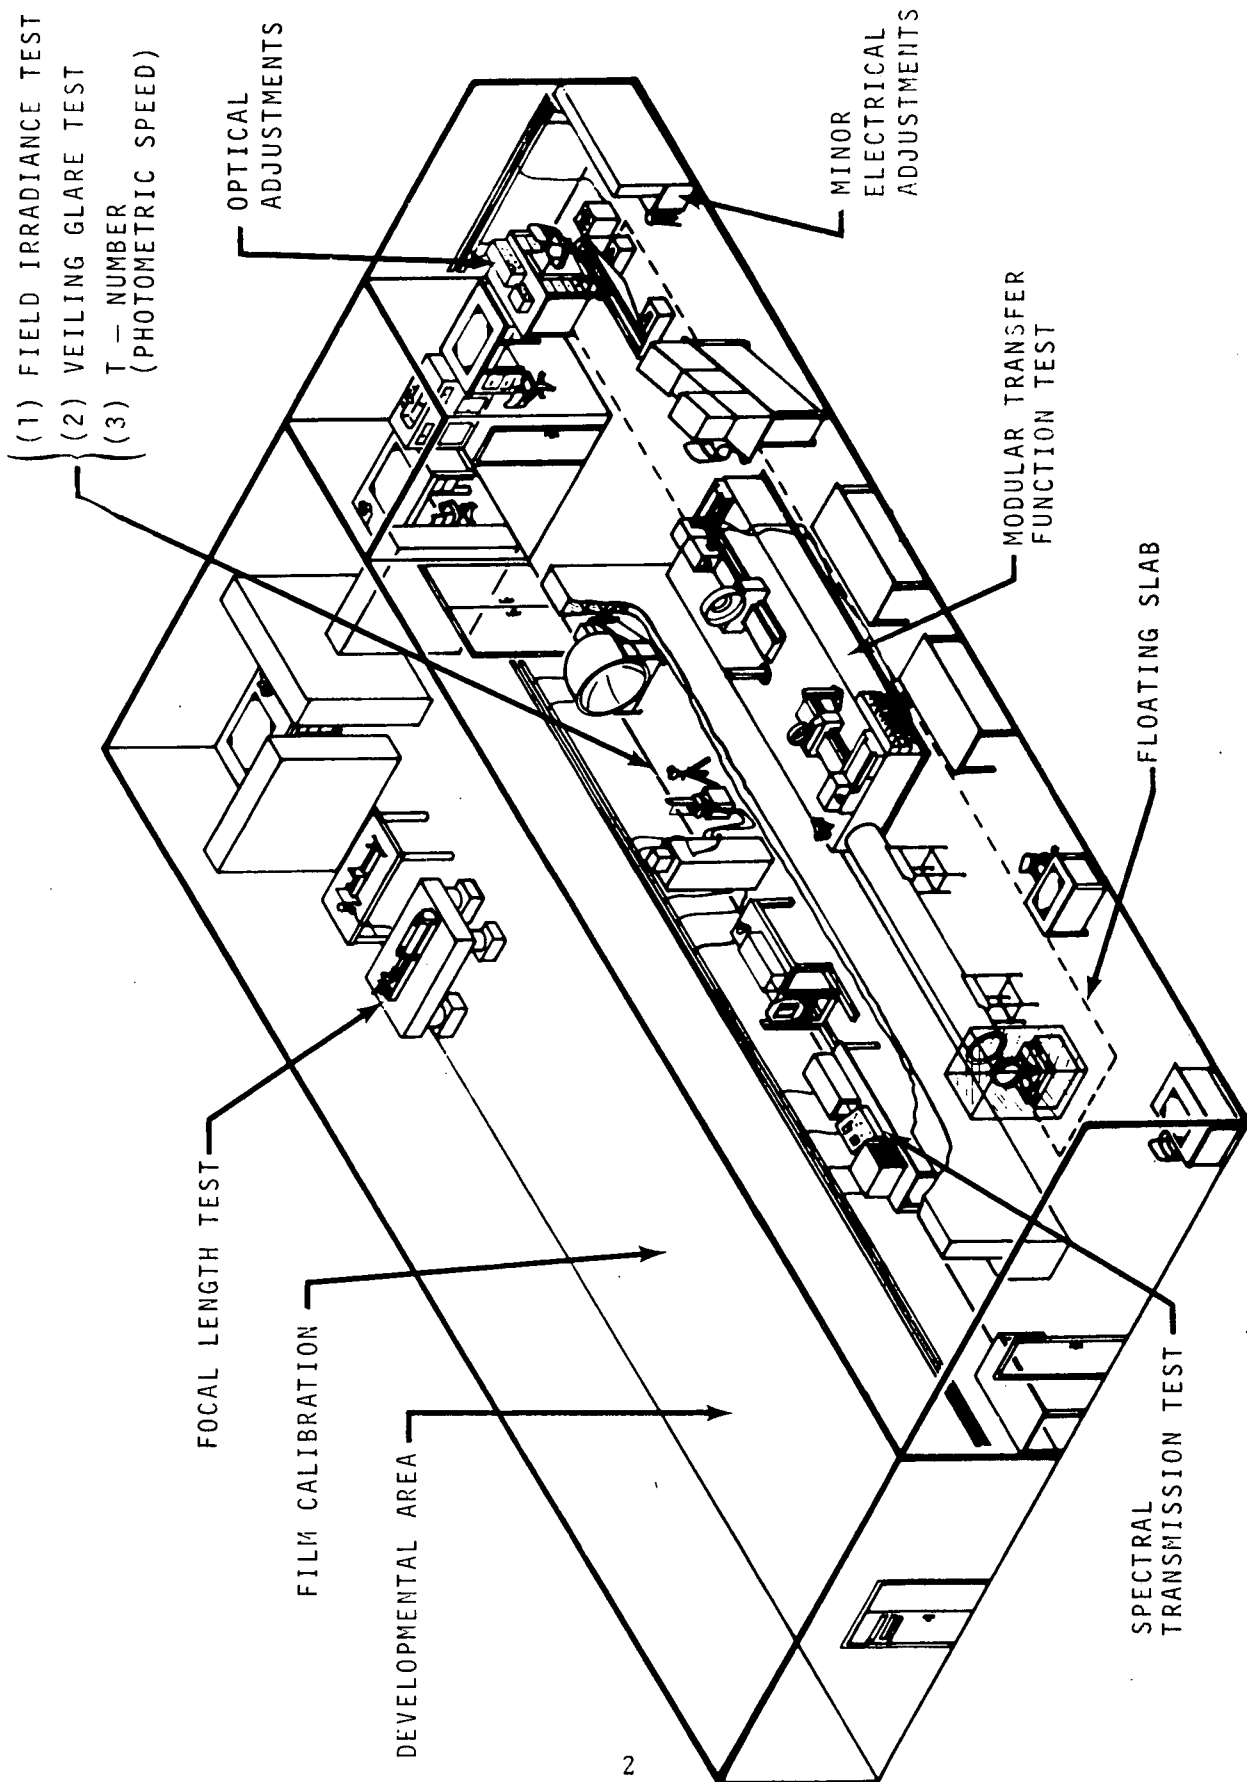 (1) FIELD IRRADIANCE TEST
(2) VEILING GLARE TEST
(3) T – NUMBER
(PHOTOMETRIC SPEED)
OPTICAL
ADJUSTMENTS
FOCAL LENGTH TEST
FILM CALIBRATION
DEVELOPMENTAL AREA
MINOR
ELECTRICAL
ADJUSTMENTS
MODULAR TRANSFER
FUNCTION TEST
FLOATING SLAB
SPECTRAL
TRANSMISSION TEST
2